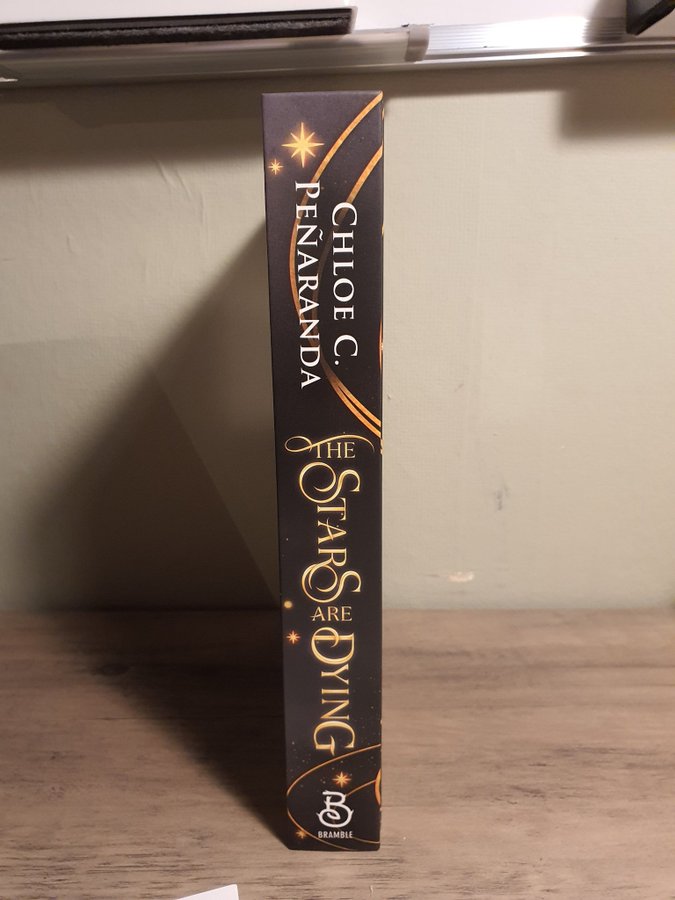 CHLOE C.
PEÑARANDA
THE
STARS
ARE
DYING
B
BRAMBLE